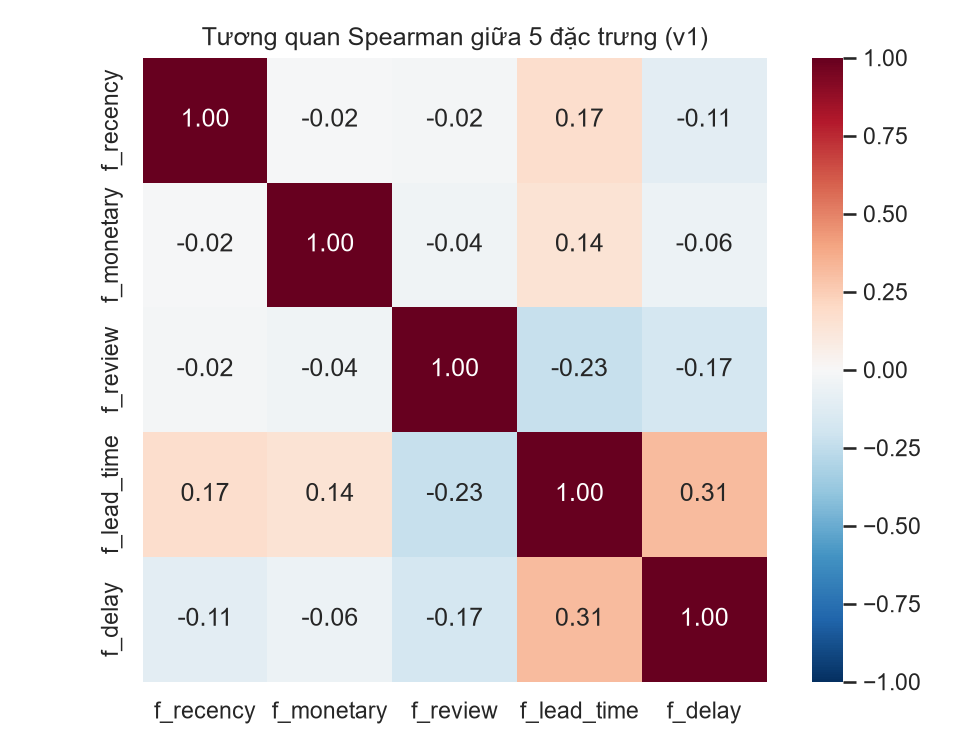 Tương quan Spearman giữa 5 đặc trưng (v1)
f_recency 1.00 -0.02 -0.02 0.17 -0.11
f_monetary -0.02 1.00 -0.04 0.14 -0.06
f_review -0.02 -0.04 1.00 -0.23 -0.17
f_lead_time 0.17 0.14 -0.23 1.00 0.31
f_delay -0.11 -0.06 -0.17 0.31 1.00
f_recency f_monetary f_review f_lead_time f_delay
1.00
0.75
0.50
0.25
0.00
−0.25
−0.50
−0.75
−1.00